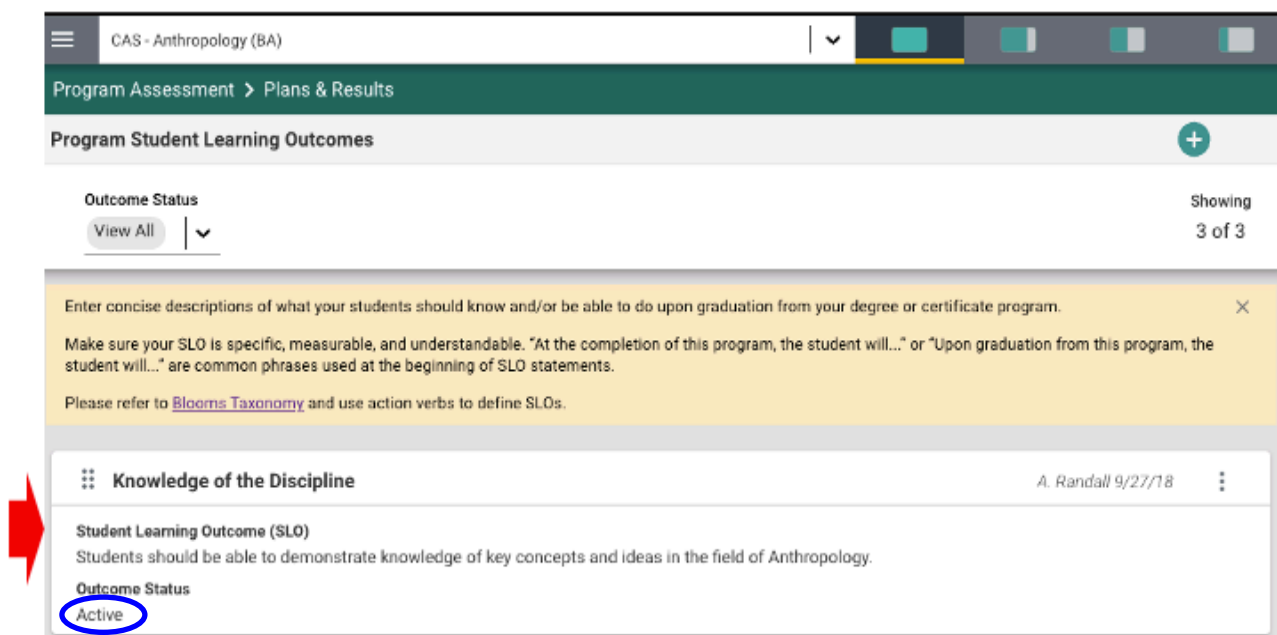 CAS - Anthropology (BA)
Program Assessment > Plans & Results
Program Student Learning Outcomes
Outcome Status
Showing
View All
3 of 3
Enter concise descriptions of what your students should know and/or be able to do upon graduation from your degree or certificate program.
Make sure your SLO is specific, measurable, and understandable. “At the completion of this program, the student will...” or “Upon graduation from this program, the
student will...” are common phrases used at the beginning of SLO statements.
Please refer to Blooms Taxonomy and use action verbs to define SLOs.
Knowledge of the Discipline
A. Randall 9/27/18
Student Learning Outcome (SLO)
Students should be able to demonstrate knowledge of key concepts and ideas in the field of Anthropology.
Outcome Status
Active